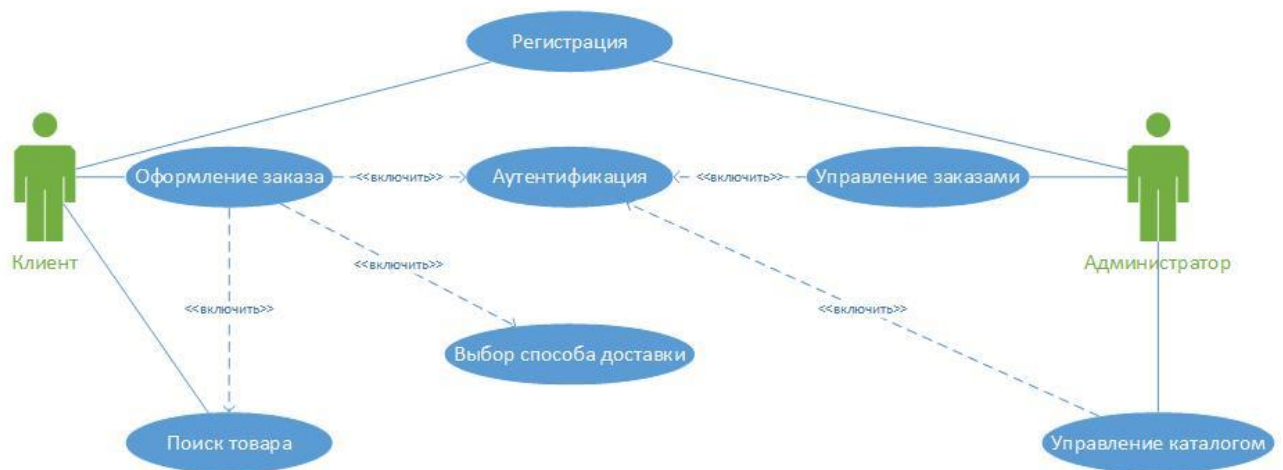 Регистрация
Оформление заказа
<<включить>>
Аутентификация
<<включить>>
Управление заказами
Клиент
<<включить>>
Администратор
<<включить>>
<<включить>>
Выбор способа доставки
Поиск товара
Управление каталогом